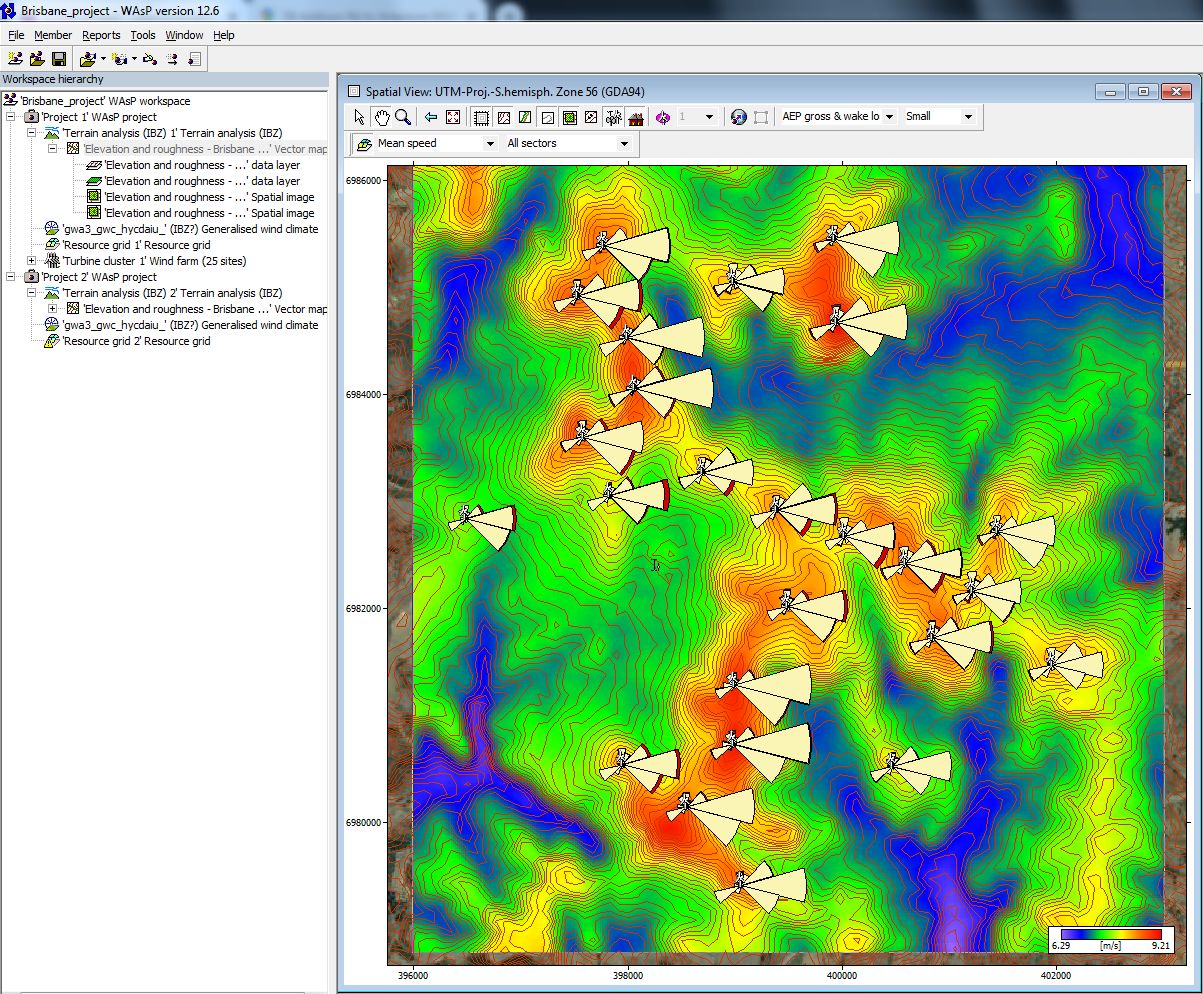 Brisbane_project - WAsP version 12.6
File Member Reports Tools Window Help
Workspace hierarchy
'Brisbane_project' WAsP workspace
'Project 1' WAsP project
'Terrain analysis (IBZ) 1' Terrain analysis (IBZ)
'Elevation and roughness - Brisbane ...' Vector map
'Elevation and roughness - ...' data layer
'Elevation and roughness - ...' data layer
'Elevation and roughness - ...' Spatial image
'Elevation and roughness - ...' Spatial image
'gwa3_gwc_hycdaiu_' (IBZ?) Generalised wind climate
'Resource grid 1' Resource grid
'Turbine cluster 1' Wind farm (25 sites)
'Project 2' WAsP project
'Terrain analysis (IBZ) 2' Terrain analysis (IBZ)
'Elevation and roughness - Brisbane ...' Vector map
'gwa3_gwc_hycdaiu_' (IBZ?) Generalised wind climate
'Resource grid 2' Resource grid
Spatial View: UTM-Proj.-S.hemisph. Zone 56 (GDA94)
1 AEP gross & wake lo Small
Mean speed All sectors
6986000
6984000
6982000
6980000
6.29 [m/s] 9.21
396000 398000 400000 402000